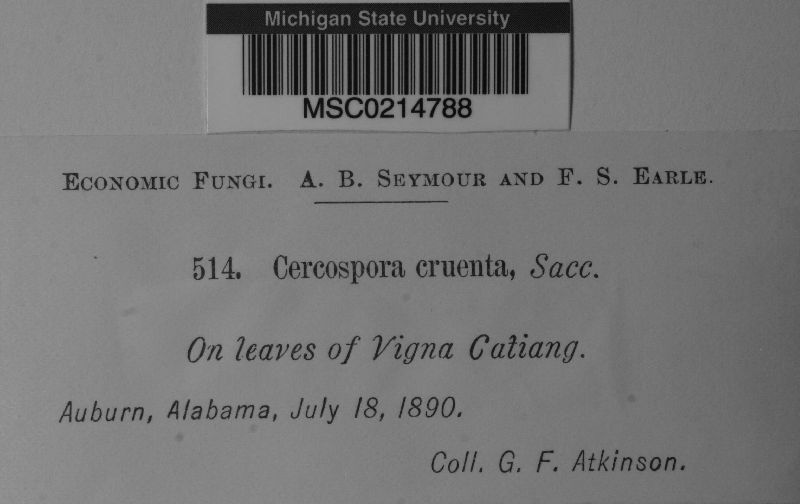 Michigan State University
MSC0214788
Economic Fungi. A. B. Seymour and F. S. Earle.
514. Cercospora cruenta, Sacc.
On leaves of Vigna Catiang.
Auburn, Alabama, July 18, 1890.
Coll. G. F. Atkinson.